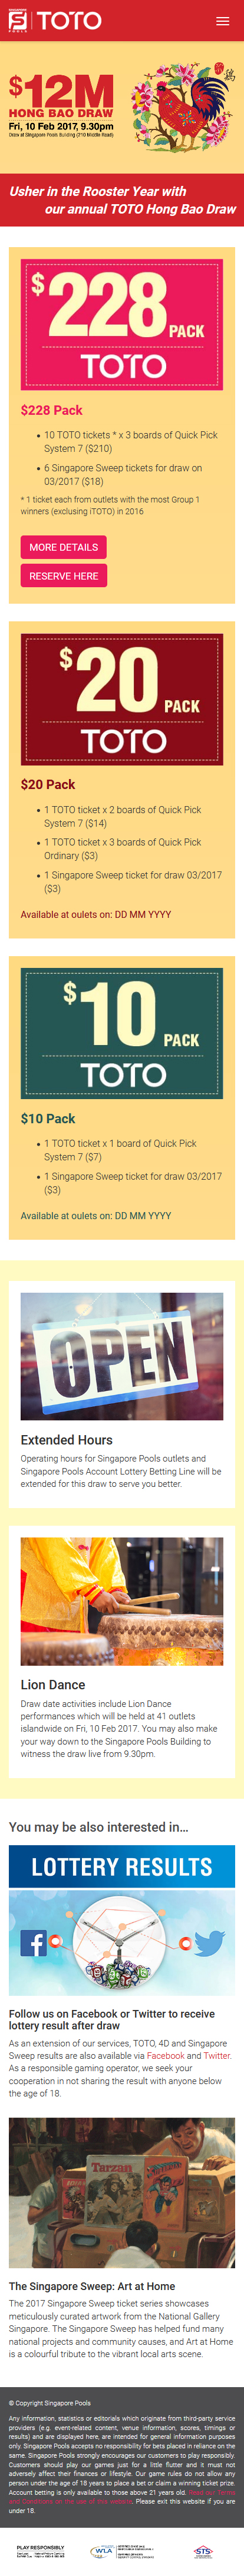 TOTO
$12M
HONG BAO DRAW
Fri, 10 Feb 2017, 9.30pm
Draw at Singapore Pools Building (210 Middle Road)
Usher in the Rooster Year with
our annual TOTO Hong Bao Draw
$228 PACK
TOTO
$228 Pack
• 10 TOTO tickets * x 3 boards of Quick Pick
System 7 ($210)
• 6 Singapore Sweep tickets for draw on
03/2017 ($18)
* 1 ticket each from outlets with the most Group 1
winners (excluding iTOTO) in 2016
MORE DETAILS
RESERVE HERE
$20 PACK
TOTO
$20 Pack
• 1 TOTO ticket x 2 boards of Quick Pick
System 7 ($14)
• 1 TOTO ticket x 3 boards of Quick Pick
Ordinary ($3)
• 1 Singapore Sweep ticket for draw 03/2017
($3)
Available at oulets on: DD MM YYYY
$10 PACK
TOTO
$10 Pack
• 1 TOTO ticket x 1 board of Quick Pick
System 7 ($7)
• 1 Singapore Sweep ticket for draw 03/2017
($3)
Available at oulets on: DD MM YYYY
OPEN
Extended Hours
Operating hours for Singapore Pools outlets and
Singapore Pools Account Lottery Betting Line will be
extended for this draw to serve you better.
Lion Dance
Draw date activities include Lion Dance
performances which will be held at 41 outlets
islandwide on Fri, 10 Feb 2017. You may also make
your way down to the Singapore Pools Building to
witness the draw live from 9.30pm.
You may be also interested in...
LOTTERY RESULTS
Follow us on Facebook or Twitter to receive
lottery result after draw
As an extension of our services, TOTO, 4D and Singapore
Sweep results are also available via Facebook and Twitter.
As a responsible gaming operator, we seek your
cooperation in not sharing the result with anyone below
the age of 18.
Tarzan
The Singapore Sweep: Art at Home
The 2017 Singapore Sweep ticket series showcases
meticulously curated artwork from the National Gallery
Singapore. The Singapore Sweep has helped fund many
national projects and community causes, and Art at Home
is a colourful tribute to the vibrant local arts scene.
© Copyright Singapore Pools
Any information, statistics or editorials which originate from third-party service
providers (e.g. event-related content, venue information, scores, timings or
results) and are displayed here, are intended for general information purposes
only. Singapore Pools accepts no responsibility for bets placed in reliance on the
same. Singapore Pools strongly encourages our customers to play responsibly.
Customers should play our games just for a little flutter and it must not
adversely affect their finances or lifestyle. Our game rules do not allow any
person under the age of 18 years to place a bet or claim a winning ticket prize.
Account betting is only available to those above 21 years old. Read our Terms
and Conditions on the use of this website. Please exit this website if you are
under 18.
PLAY RESPONSIBLY
WLA
STS